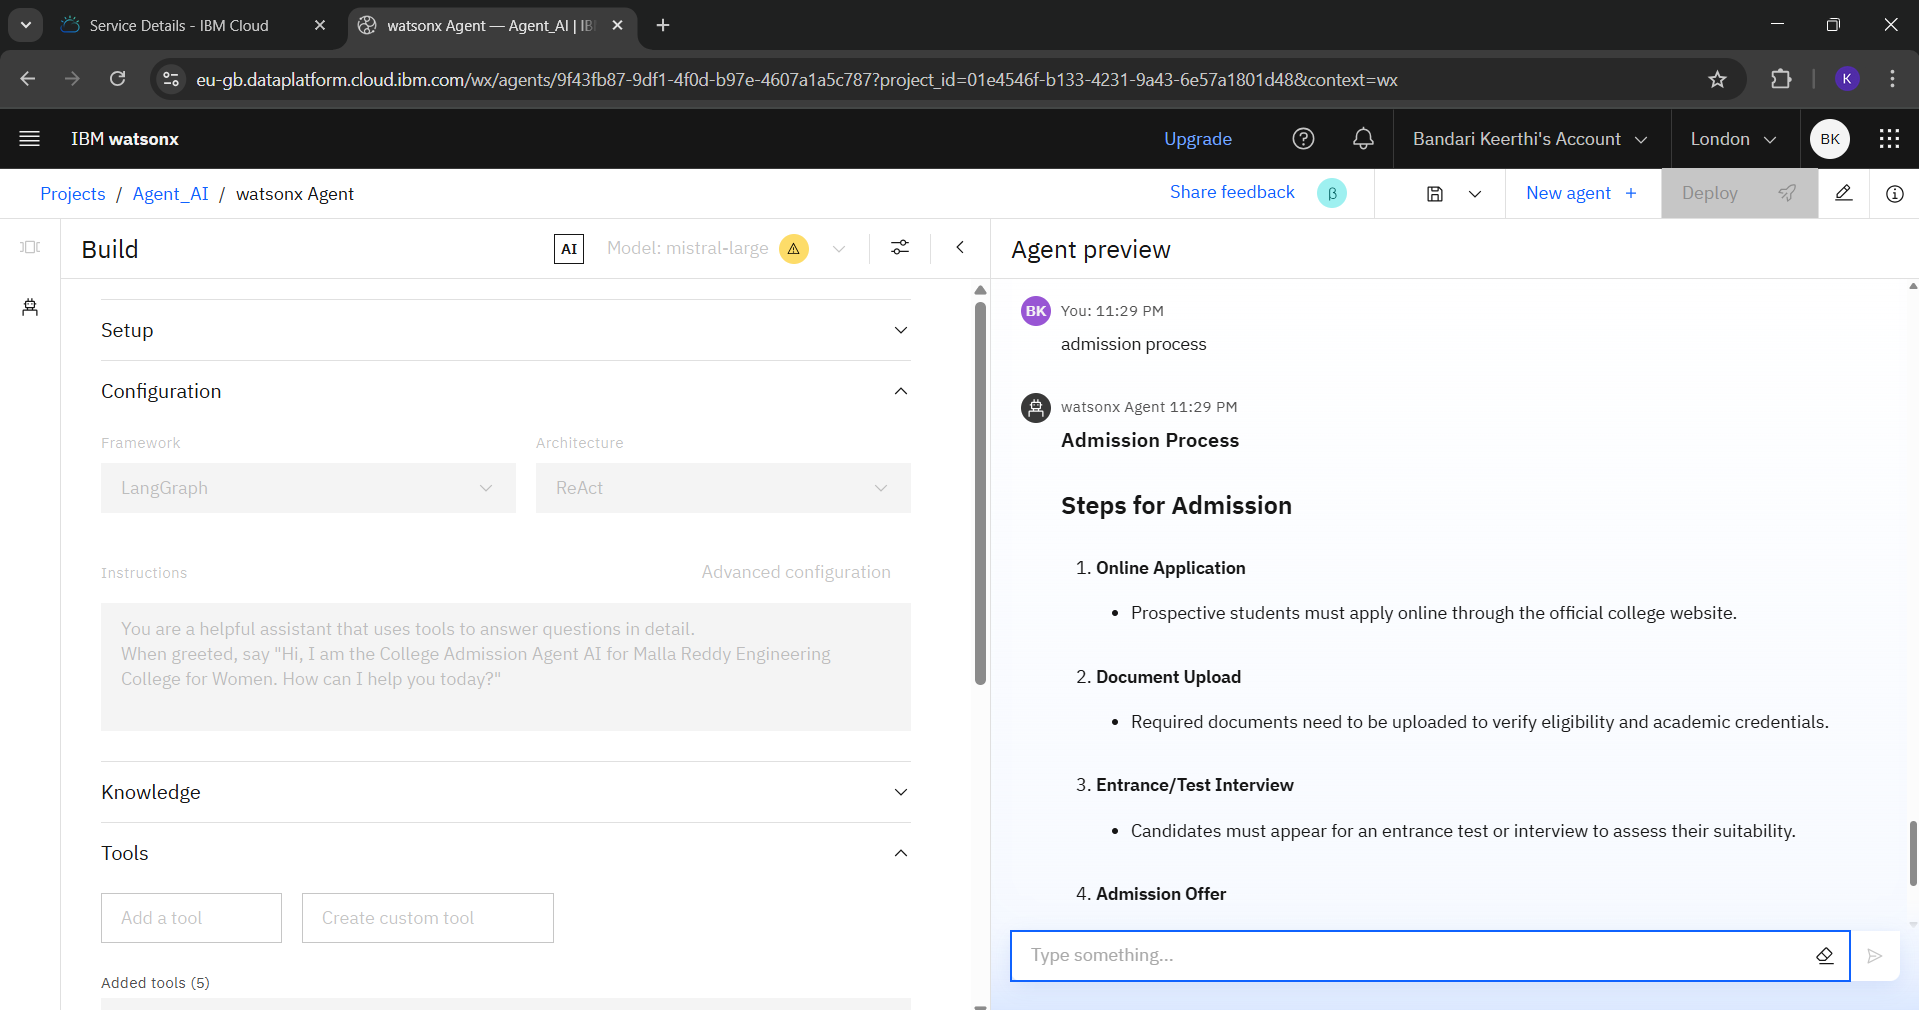 Service Details - IBM Cloud
watsonx Agent — Agent_AI | IB
eu-gb.dataplatform.cloud.ibm.com/wx/agents/9f43fb87-9df1-4f0d-b97e-4607a1a5c787?project_id=01e4546f-b133-4231-9a43-6e57a1801d48&context=wx
K
IBM watsonx
Upgrade
Bandari Keerthi's Account
London
BK
Projects / Agent_AI / watsonx Agent
Share feedback
β
New agent +
Deploy
Build
AI
Model: mistral-large
Agent preview
Setup
Configuration
Framework
Architecture
LangGraph
ReAct
Instructions
Advanced configuration
You are a helpful assistant that uses tools to answer questions in detail.
When greeted, say "Hi, I am the College Admission Agent AI for Malla Reddy Engineering
College for Women. How can I help you today?"
Knowledge
Tools
Add a tool
Create custom tool
Added tools (5)
BK
You: 11:29 PM
admission process
watsonx Agent 11:29 PM
Admission Process
Steps for Admission
1. Online Application
• Prospective students must apply online through the official college website.
2. Document Upload
• Required documents need to be uploaded to verify eligibility and academic credentials.
3. Entrance/Test Interview
• Candidates must appear for an entrance test or interview to assess their suitability.
4. Admission Offer
Type something...